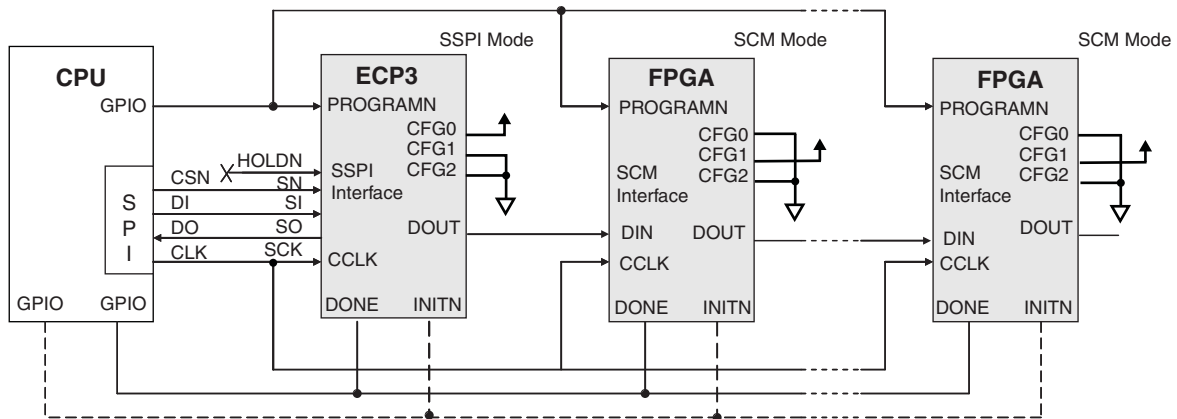 SSPI Mode
SCM Mode
SCM Mode
CPU
ECP3
FPGA
FPGA
GPIO
PROGRAMN
PROGRAMN
PROGRAMN
CFG0
CFG1
CFG2
CFG0
CFG1
CFG2
CFG0
CFG1
CFG2
HOLDN
SSPI
Interface
SCM
Interface
SCM
Interface
SPI
CSN
SN
DI
SI
DO
SO
CLK
SCK
DOUT
DIN
DOUT
DIN
DOUT
CCLK
CCLK
CCLK
GPIO
GPIO
DONE
INITN
DONE
INITN
DONE
INITN